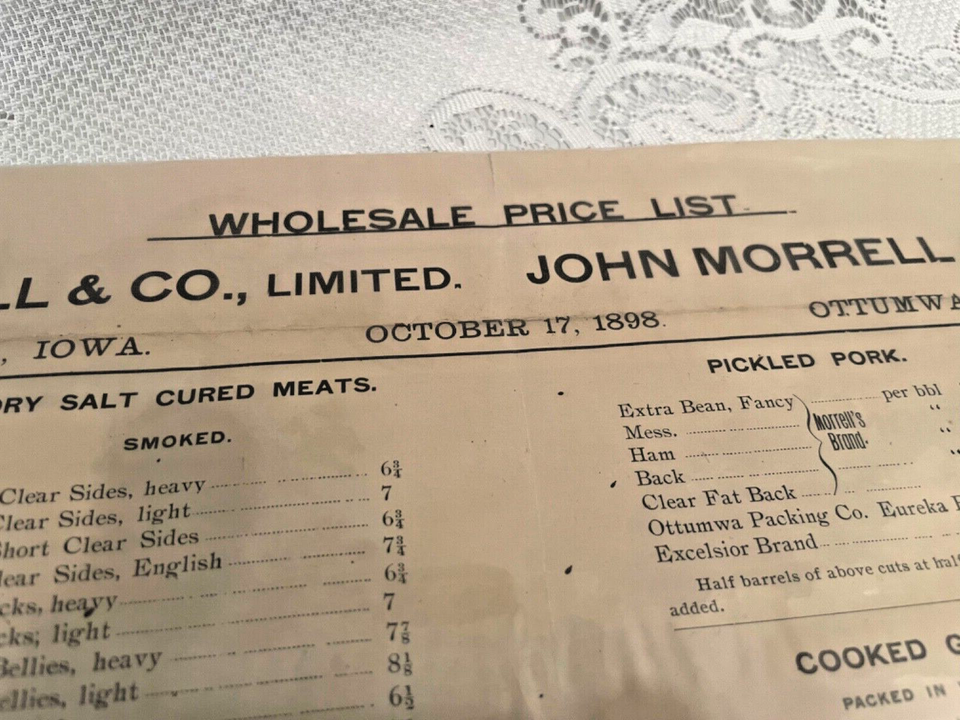 WHOLESALE PRICE LIST
LL & CO., LIMITED. JOHN MORRELL
, IOWA. OCTOBER 17, 1898. OTTUMWA
DRY SALT CURED MEATS.
SMOKED.
Clear Sides, heavy 6¾
Clear Sides, light 7
Short Clear Sides 6¾
lear Sides, English 7¾
cks, heavy 6¾
cks, light 7
Bellies, heavy 7⅞
ellies, light 8⅛
6½
PICKLED PORK.
Extra Bean, Fancy per bbl
Mess. "
Ham "
Back "
Clear Fat Back
Morrell's
Brand.
Ottumwa Packing Co. Eureka
Excelsior Brand
Half barrels of above cuts at half
added.
COOKED
PACKED IN